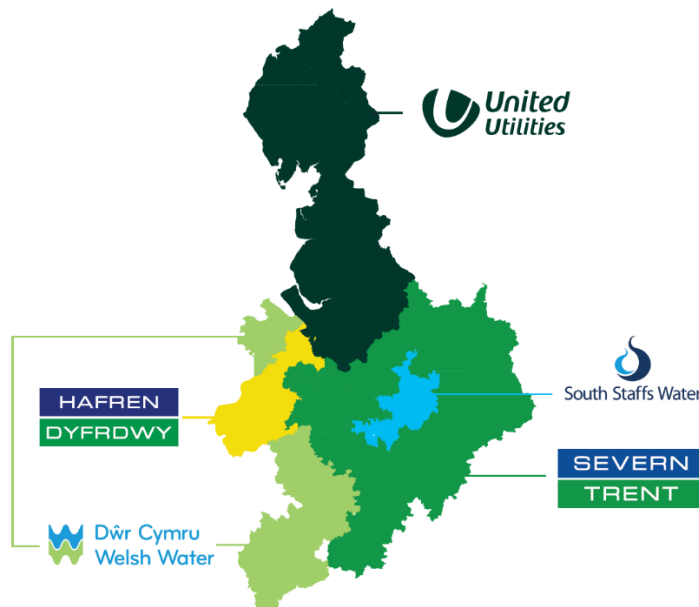 United
Utilities
South Staffs Water
HAFREN
DYFRDWY
SEVERN
TRENT
Dŵr Cymru
Welsh Water